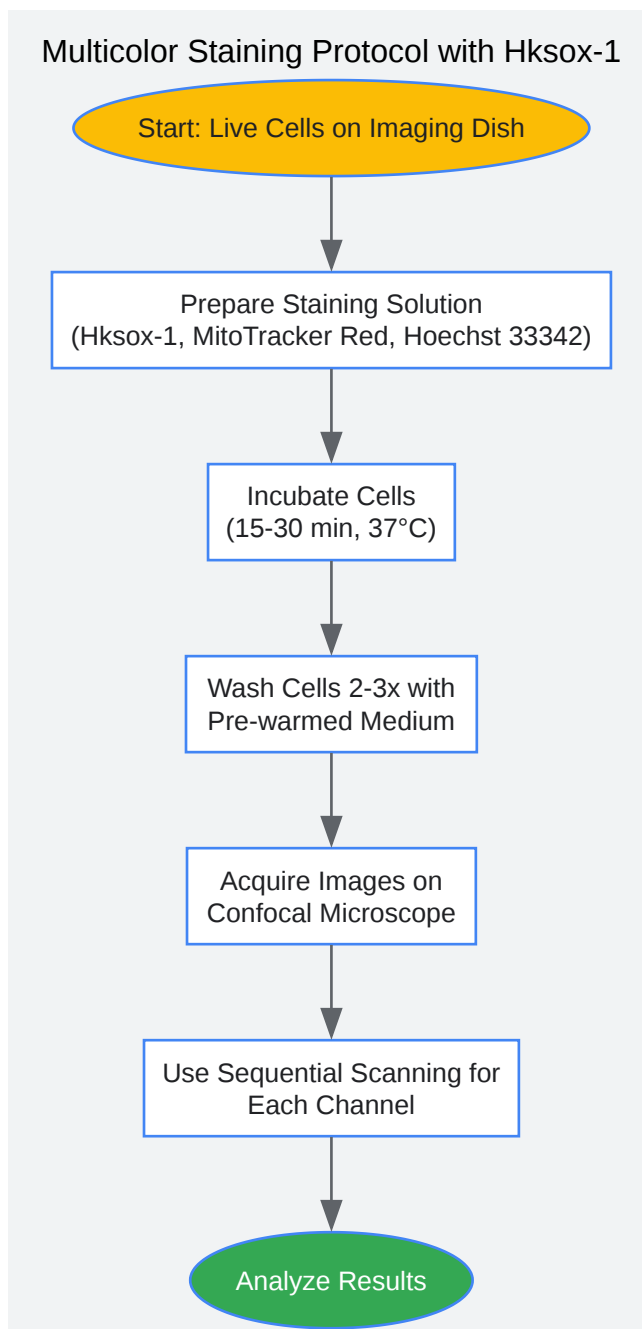 Multicolor Staining Protocol with Hksox-1
Start: Live Cells on Imaging Dish
Prepare Staining Solution
(Hksox-1, MitoTracker Red, Hoechst 33342)
Incubate Cells
(15-30 min, 37°C)
Wash Cells 2-3x with
Pre-warmed Medium
Acquire Images on
Confocal Microscope
Use Sequential Scanning for
Each Channel
Analyze Results